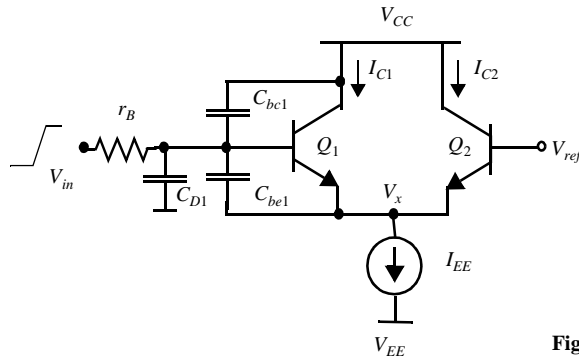 V_CC
I_C1
I_C2
C_bc1
r_B
Q_1
Q_2
V_in
V_ref
C_D1
C_be1
V_x
I_EE
V_EE
Fig